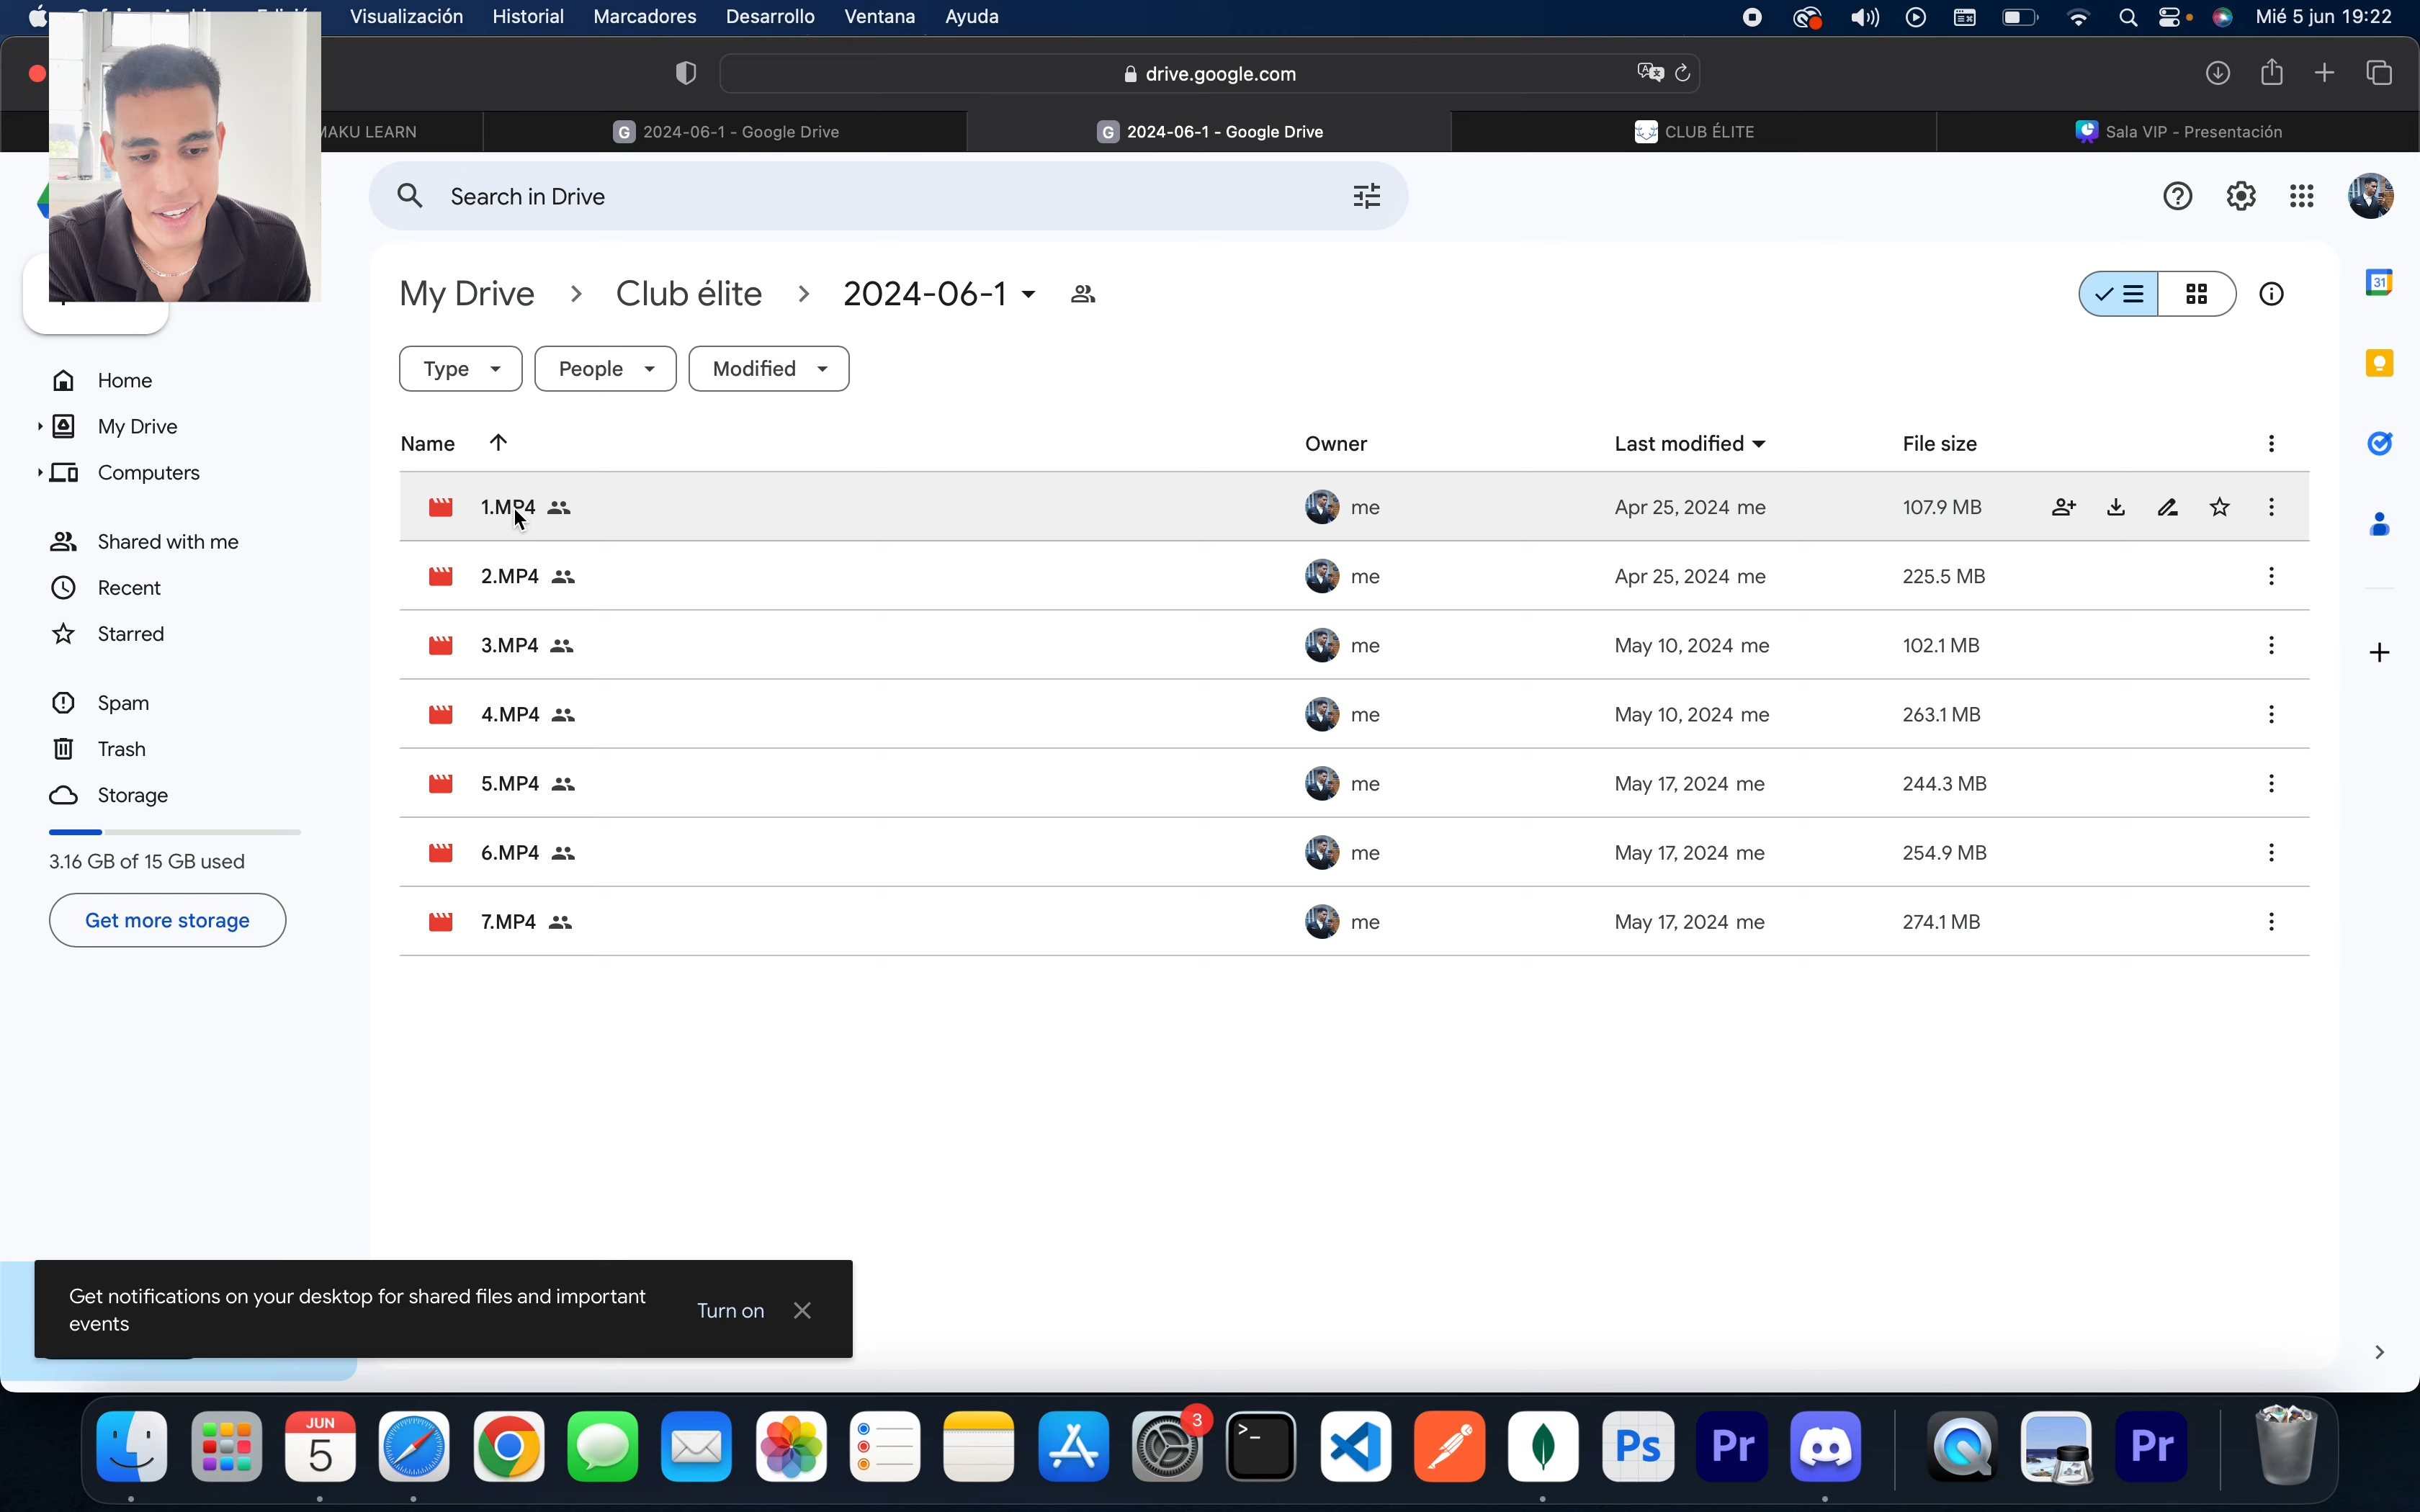 Visualización Historial Marcadores Desarrollo Ventana Ayuda Mié 5 jun 19:22
drive.google.com
MAKU LEARN 2024-06-1 - Google Drive 2024-06-1 - Google Drive CLUB ÉLITE Sala VIP - Presentación
Search in Drive
My Drive Club élite 2024-06-1
31
Type People Modified
Home
My Drive
Computers
Shared with me
Recent
Starred
Spam
Trash
Storage
3.16 GB of 15 GB used
Get more storage
Name Owner Last modified File size
1.MP4 me Apr 25, 2024 me 107.9 MB
2.MP4 me Apr 25, 2024 me 225.5 MB
3.MP4 me May 10, 2024 me 102.1 MB
4.MP4 me May 10, 2024 me 263.1 MB
5.MP4 me May 17, 2024 me 244.3 MB
6.MP4 me May 17, 2024 me 254.9 MB
7.MP4 me May 17, 2024 me 274.1 MB
Get notifications on your desktop for shared files and important
events
Turn on
JUN
5
3
Ps Pr Pr